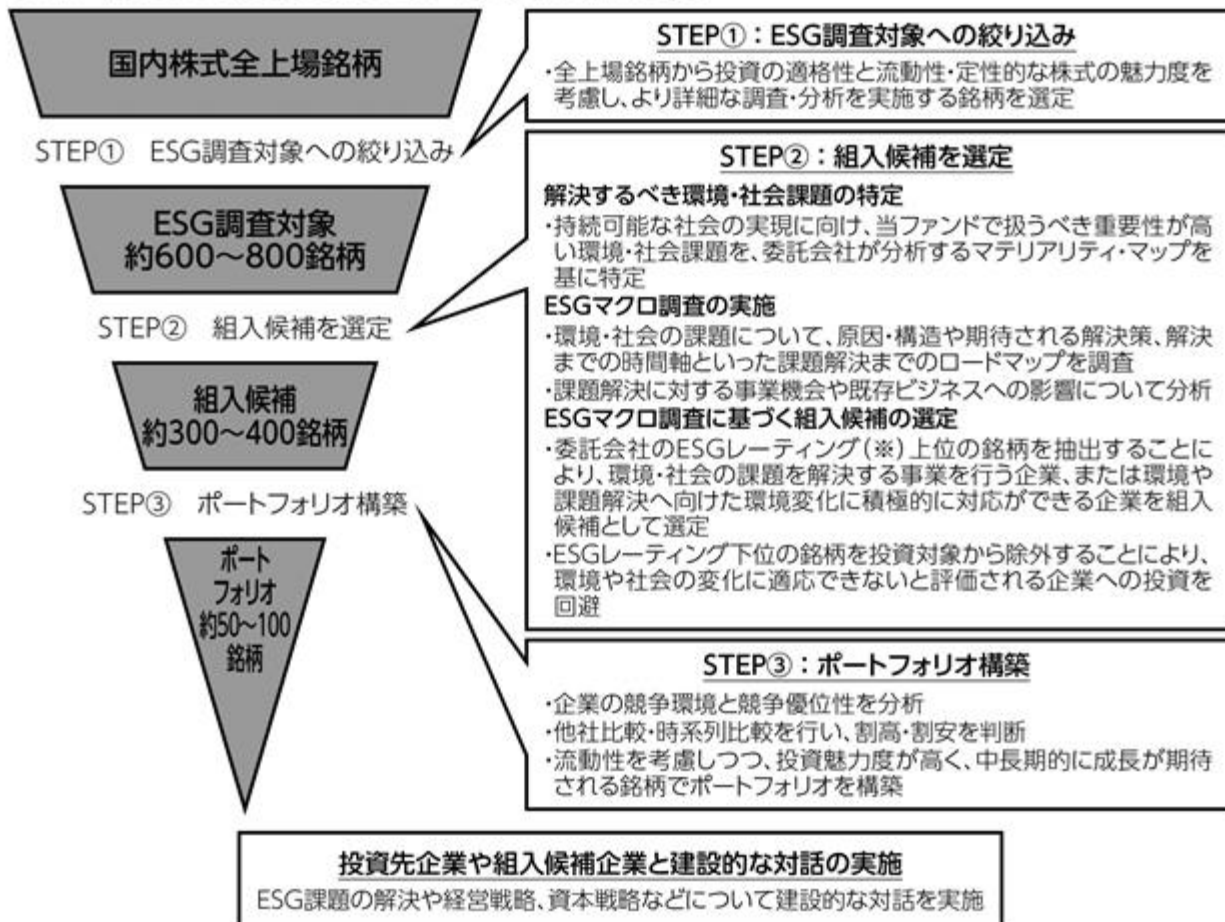 国内株式全上場銘柄
STEP① ESG調査対象への絞り込み
ESG調査対象
約600～800銘柄
STEP② 組入候補を選定
組入候補
約300～400銘柄
STEP③ ポートフォリオ構築
ポート
フォリオ
約50～100
銘柄
STEP①：ESG調査対象への絞り込み
・全上場銘柄から投資の適格性と流動性・定性的な株式の魅力度を
考慮し、より詳細な調査・分析を実施する銘柄を選定
STEP②：組入候補を選定
解決するべき環境・社会課題の特定
・持続可能な社会の実現に向け、当ファンドで扱うべき重要性が高
い環境・社会課題を、委託会社が分析するマテリアリティ・マップを
基に特定
ESGマクロ調査の実施
・環境・社会の課題について、原因・構造や期待される解決策、解決
までの時間軸といった課題解決までのロードマップを調査
・課題解決に対する事業機会や既存ビジネスへの影響について分析
ESGマクロ調査に基づく組入候補の選定
・委託会社のESGレーティング（※）上位の銘柄を抽出することに
より、環境・社会の課題を解決する事業を行う企業、または環境や
課題解決へ向けた環境変化に積極的に対応ができる企業を組入
候補として選定
・ESGレーティング下位の銘柄を投資対象から除外することにより、
環境や社会の変化に適応できないと評価される企業への投資を
回避
STEP③：ポートフォリオ構築
・企業の競争環境と競争優位性を分析
・他社比較・時系列比較を行い、割高・割安を判断
・流動性を考慮しつつ、投資魅力度が高く、中長期的に成長が期待
される銘柄でポートフォリオを構築
投資先企業や組入候補企業と建設的な対話の実施
ESG課題の解決や経営戦略、資本戦略などについて建設的な対話を実施